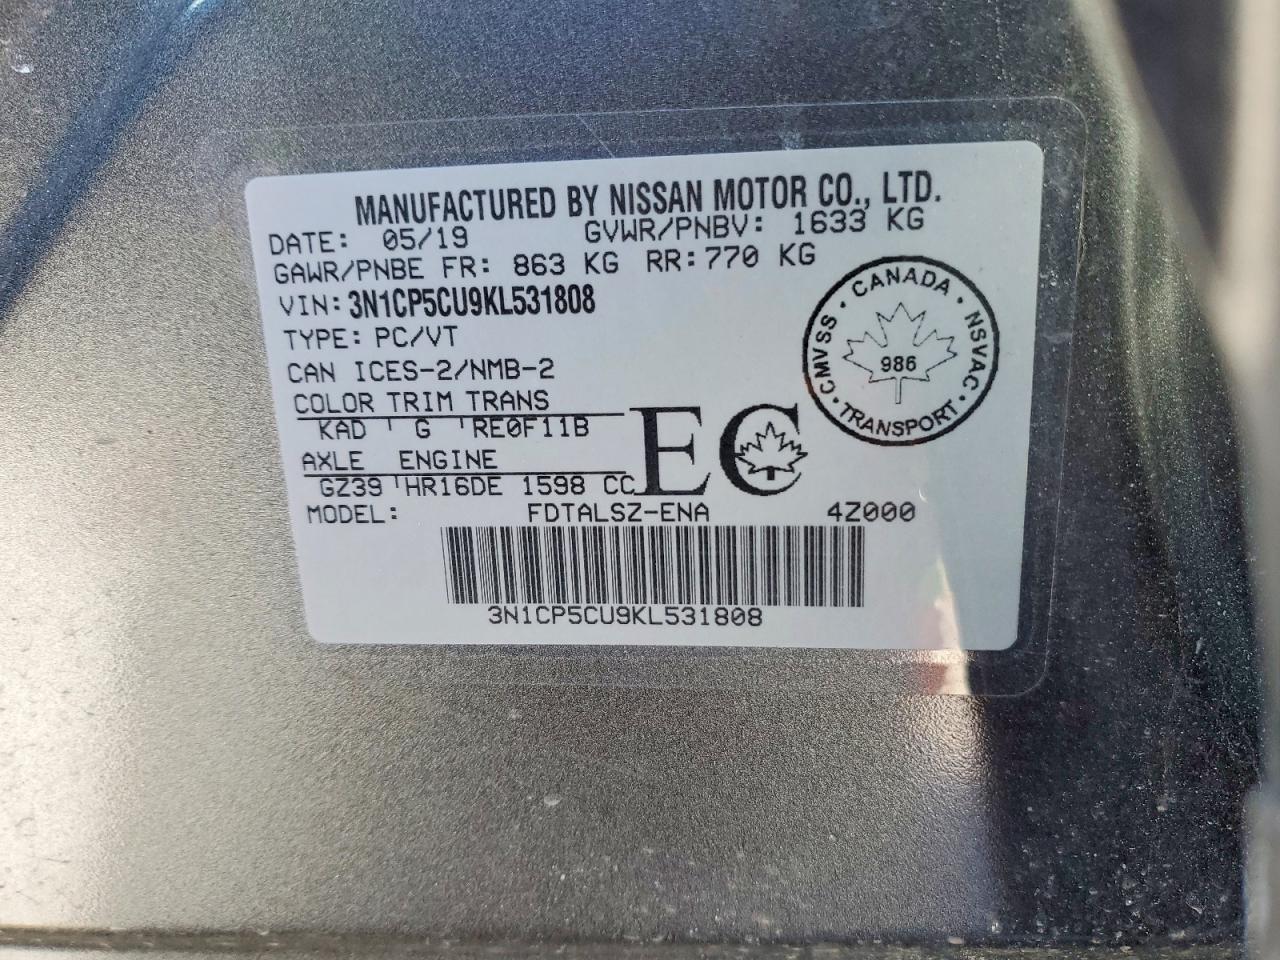 MANUFACTURED BY NISSAN MOTOR CO., LTD.
DATE: 05/19 GVWR/PNBV: 1633 KG
GAWR/PNBE FR: 863 KG RR: 770 KG
VIN: 3N1CP5CU9KL531808
TYPE: PC/VT
CAN ICES-2/NMB-2
COLOR TRIM TRANS
KAD G RE0F11B
AXLE ENGINE
GZ39 HR16DE 1598 CC
EC
CANADA · NSVAC · TRANSPORT · CMVSS ·
986
MODEL: FDTALSZ-ENA 4Z000
3N1CP5CU9KL531808